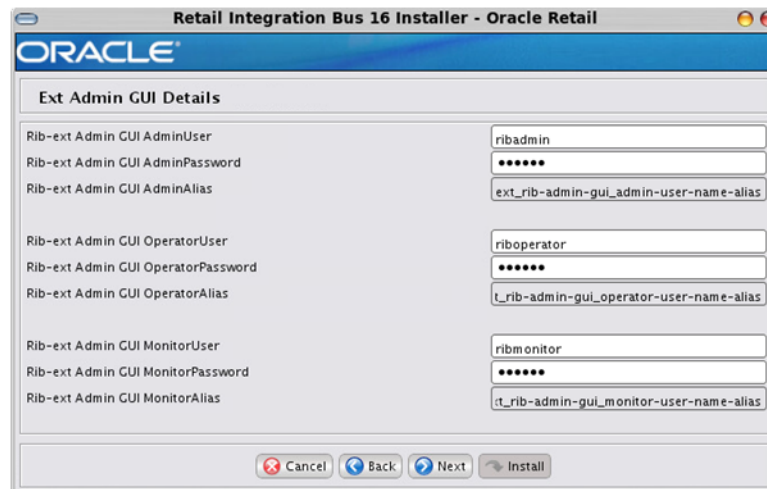 Retail Integration Bus 16 Installer - Oracle Retail
ORACLE
Ext Admin GUI Details
Rib-ext Admin GUI AdminUser ribadmin
Rib-ext Admin GUI AdminPassword ••••••
Rib-ext Admin GUI AdminAlias ext_rib-admin-gui_admin-user-name-alias
Rib-ext Admin GUI OperatorUser riboperator
Rib-ext Admin GUI OperatorPassword ••••••
Rib-ext Admin GUI OperatorAlias t_rib-admin-gui_operator-user-name-alias
Rib-ext Admin GUI MonitorUser ribmonitor
Rib-ext Admin GUI MonitorPassword ••••••
Rib-ext Admin GUI MonitorAlias t_rib-admin-gui_monitor-user-name-alias
Cancel Back Next Install